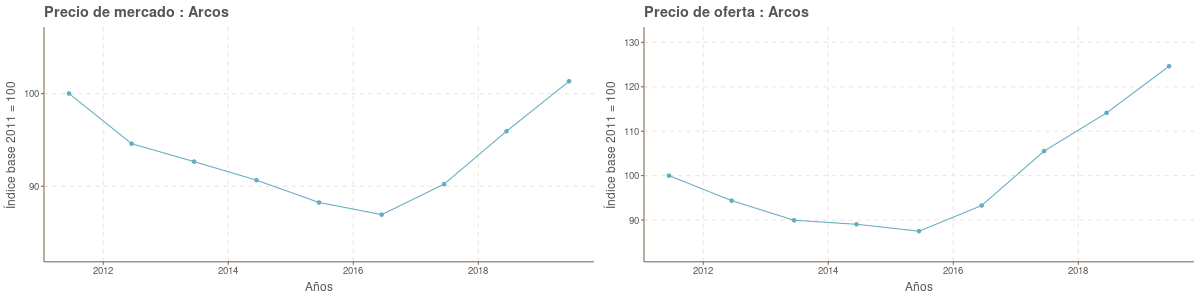 Precio de mercado : Arcos
Índice base 2011 = 100
100
90
2012 2014 2016 2018
Años
Precio de oferta : Arcos
Índice base 2011 = 100
130
120
110
100
90
2012 2014 2016 2018
Años